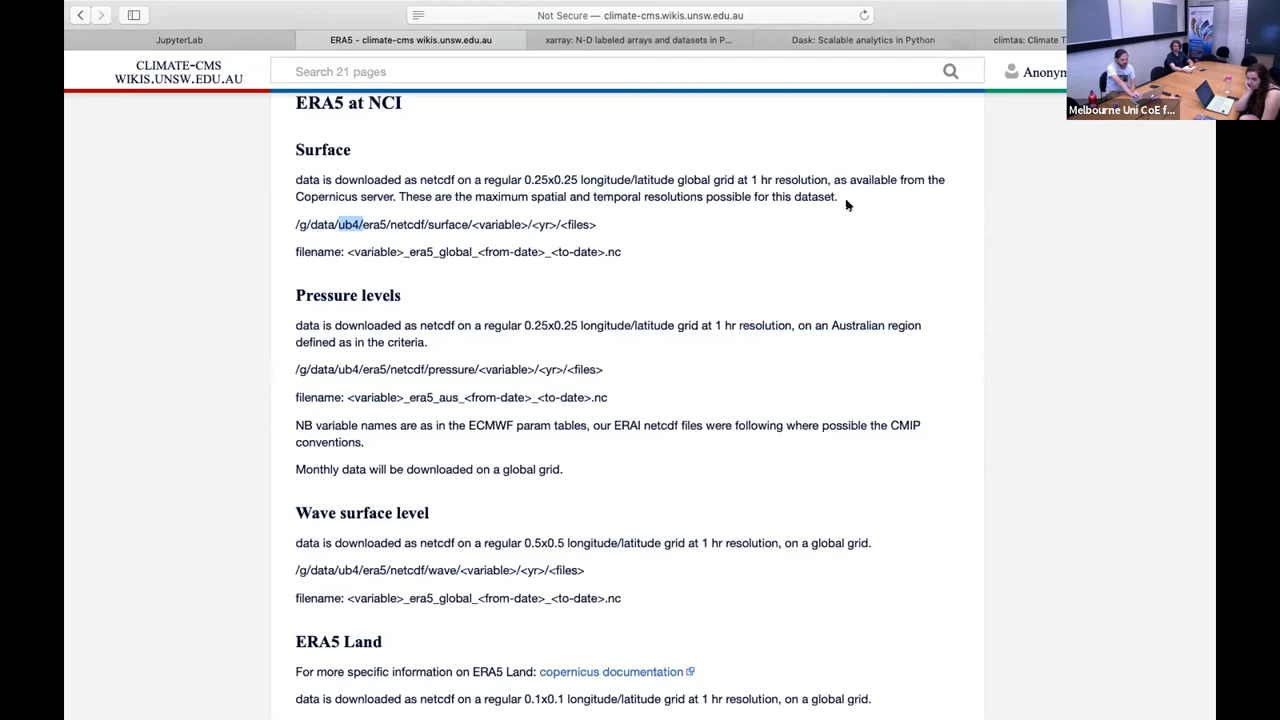 Not Secure — climate-cms.wikis.unsw.edu.au
JupyterLab
ERA5 - climate-cms wikis.unsw.edu.au
xarray: N-D labeled arrays and datasets in P...
Dask: Scalable analytics in Python
climtas: Climate T
CLIMATE-CMS
WIKIS.UNSW.EDU.AU
Search 21 pages
Anonym
Melbourne Uni CoE f...
ERA5 at NCI
Surface
data is downloaded as netcdf on a regular 0.25x0.25 longitude/latitude global grid at 1 hr resolution, as available from the
Copernicus server. These are the maximum spatial and temporal resolutions possible for this dataset.
/g/data/ub4/era5/netcdf/surface/<variable>/<yr>/<files>
filename: <variable>_era5_global_<from-date>_<to-date>.nc
Pressure levels
data is downloaded as netcdf on a regular 0.25x0.25 longitude/latitude grid at 1 hr resolution, on an Australian region
defined as in the criteria.
/g/data/ub4/era5/netcdf/pressure/<variable>/<yr>/<files>
filename: <variable>_era5_aus_<from-date>_<to-date>.nc
NB variable names are as in the ECMWF param tables, our ERAI netcdf files were following where possible the CMIP
conventions.
Monthly data will be downloaded on a global grid.
Wave surface level
data is downloaded as netcdf on a regular 0.5x0.5 longitude/latitude grid at 1 hr resolution, on a global grid.
/g/data/ub4/era5/netcdf/wave/<variable>/<yr>/<files>
filename: <variable>_era5_global_<from-date>_<to-date>.nc
ERA5 Land
For more specific information on ERA5 Land: copernicus documentation
data is downloaded as netcdf on a regular 0.1x0.1 longitude/latitude grid at 1 hr resolution, on a global grid.